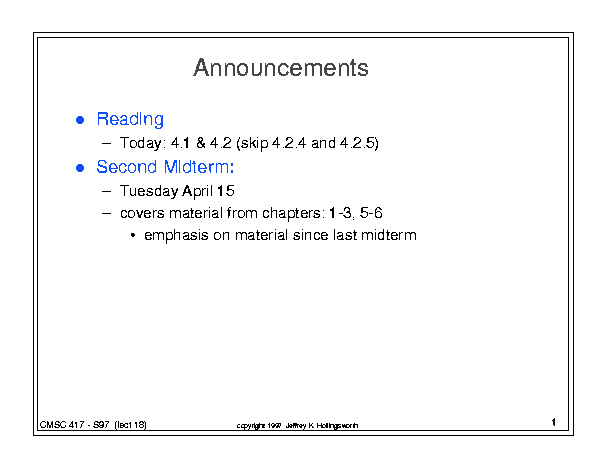 Announcements
● Reading
– Today: 4.1 & 4.2 (skip 4.2.4 and 4.2.5)
● Second Midterm:
– Tuesday April 15
– covers material from chapters: 1-3, 5-6
• emphasis on material since last midterm
CMSC 417 - S97 (lect 18)
copyright 1997 Jeffrey K. Hollingsworth
1